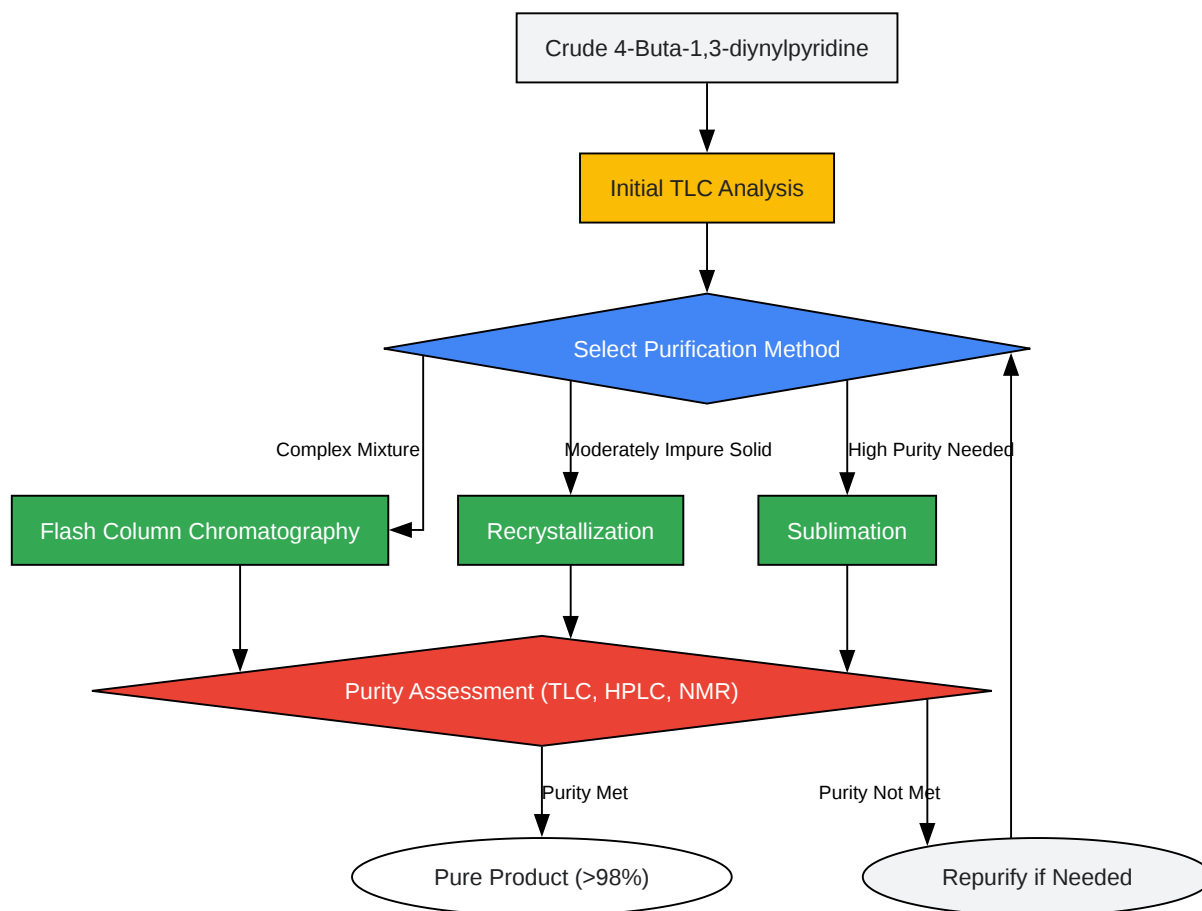 Crude 4-Buta-1,3-diynylpyridine
Initial TLC Analysis
Select Purification Method
Complex Mixture
Moderately Impure Solid
High Purity Needed
Flash Column Chromatography
Recrystallization
Sublimation
Purity Assessment (TLC, HPLC, NMR)
Purity Met
Purity Not Met
Pure Product (>98%)
Repurify if Needed